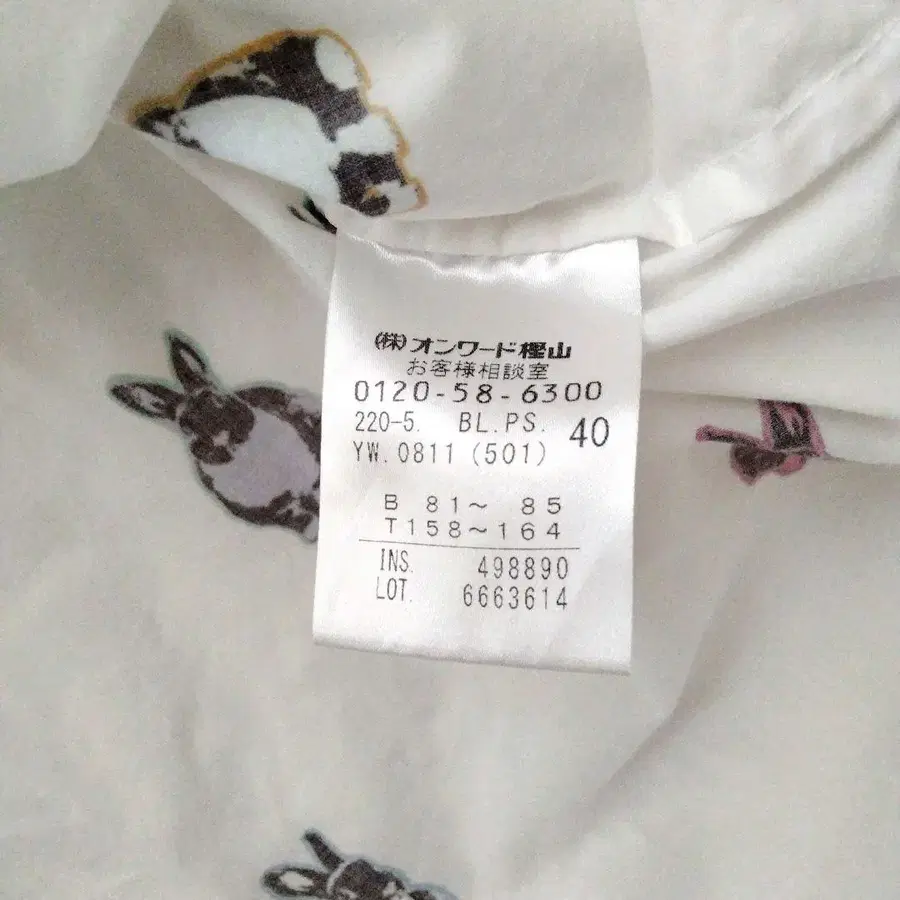 (株)オンワード樫山
お客様相談室
0120-58-6300
220-5. BL.PS. 40
YW.0811(501)
B 81〜 85
T158〜164
INS. 498890
LOT. 6663614